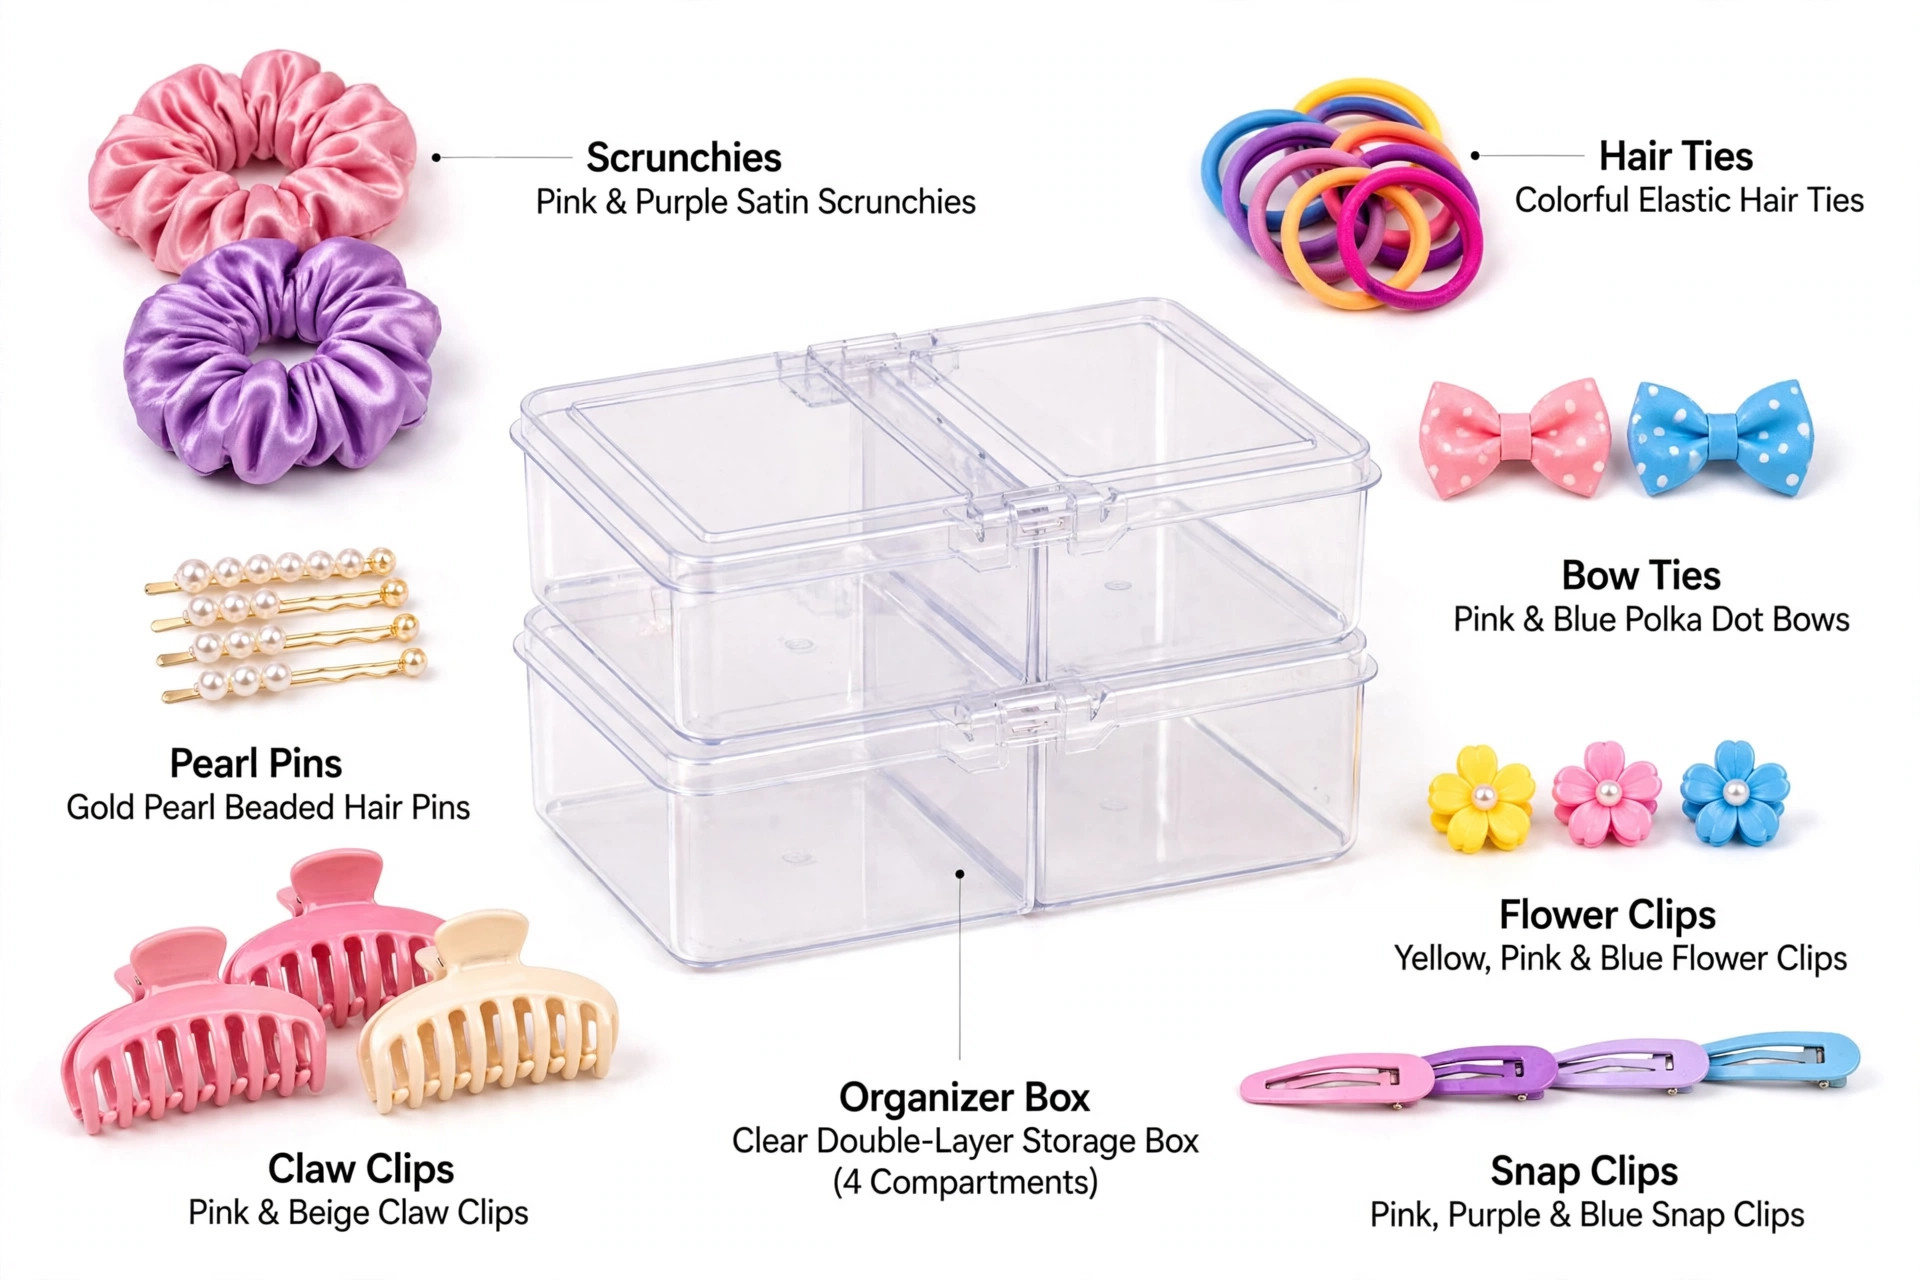 Scrunchies
Pink & Purple Satin Scrunchies
Hair Ties
Colorful Elastic Hair Ties
Bow Ties
Pink & Blue Polka Dot Bows
Pearl Pins
Gold Pearl Beaded Hair Pins
Flower Clips
Yellow, Pink & Blue Flower Clips
Organizer Box
Clear Double-Layer Storage Box
(4 Compartments)
Claw Clips
Pink & Beige Claw Clips
Snap Clips
Pink, Purple & Blue Snap Clips